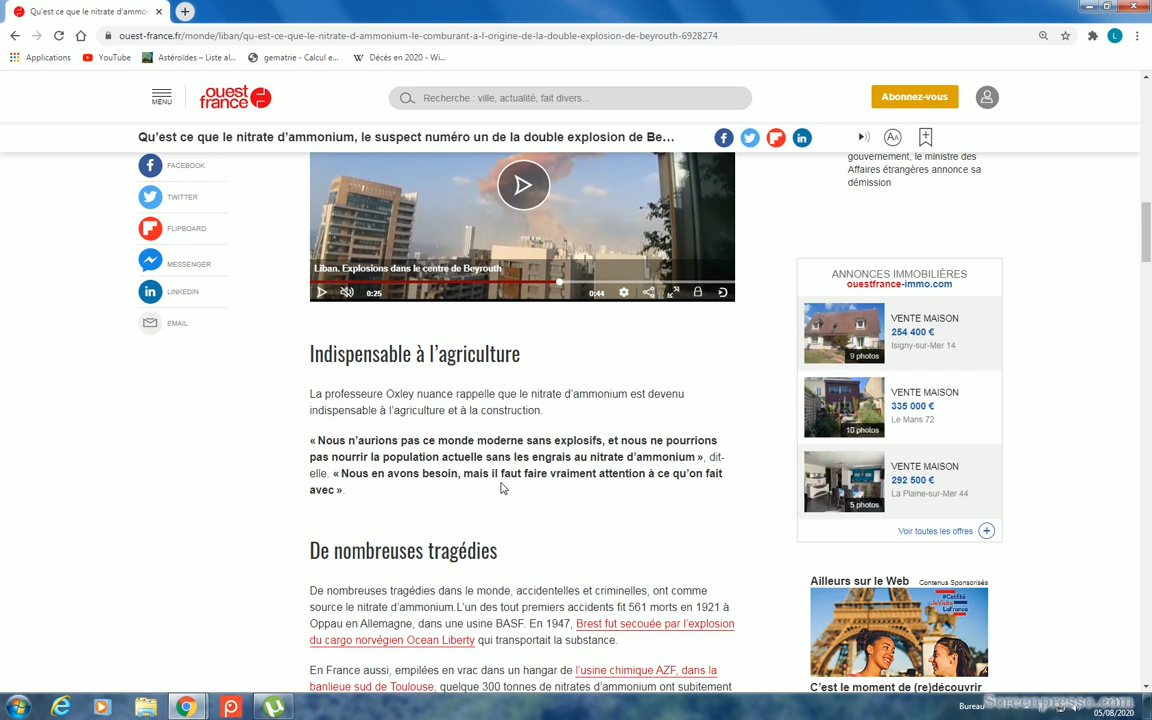 Qu'est ce que le nitrate d'ammor
ouest-france.fr/monde/liban/qu-est-ce-que-le-nitrate-d-ammonium-le-comburant-a-l-origine-de-la-double-explosion-de-beyrouth-6928274
L
Applications
YouTube
Astéroïdes – Liste al...
gematrie - Calcul e...
W Décès en 2020 - Wi...
MENU
ouest
france
Recherche : ville, actualité, fait divers...
Abonnez-vous
Qu'est ce que le nitrate d'ammonium, le suspect numéro un de la double explosion de Be...
AA
FACEBOOK
TWITTER
FLIPBOARD
MESSENGER
LINKEDIN
EMAIL
Liban. Explosions dans le centre de Beyrouth
0:25
0:44
Indispensable à l'agriculture
La professeure Oxley nuance rappelle que le nitrate d'ammonium est devenu
indispensable à l'agriculture et à la construction.
« Nous n'aurions pas ce monde moderne sans explosifs, et nous ne pourrions
pas nourrir la population actuelle sans les engrais au nitrate d'ammonium », dit-
elle. « Nous en avons besoin, mais il faut faire vraiment attention à ce qu'on fait
avec ».
De nombreuses tragédies
De nombreuses tragédies dans le monde, accidentelles et criminelles, ont comme
source le nitrate d'ammonium.L'un des tout premiers accidents fit 561 morts en 1921 à
Oppau en Allemagne, dans une usine BASF. En 1947, Brest fut secouée par l'explosion
du cargo norvégien Ocean Liberty qui transportait la substance.
En France aussi, empilées en vrac dans un hangar de l'usine chimique AZF, dans la
banlieue sud de Toulouse, quelque 300 tonnes de nitrates d'ammonium ont subitement
gouvernement, le ministre des
Affaires étrangères annonce sa
démission
ANNONCES IMMOBILIÈRES
ouestfrance-immo.com
VENTE MAISON
254 400 €
Isigny-sur-Mer 14
9 photos
VENTE MAISON
335 000 €
Le Mans 72
10 photos
VENTE MAISON
292 500 €
La Plaine-sur-Mer 44
5 photos
Voir toutes les offres
Ailleurs sur le Web
Contenus Sponsorisés
#CetÉté
JeVisite
LaFrance
C'est le moment de (re)découvrir
Screenpresso.com
Bureau
05/08/2020